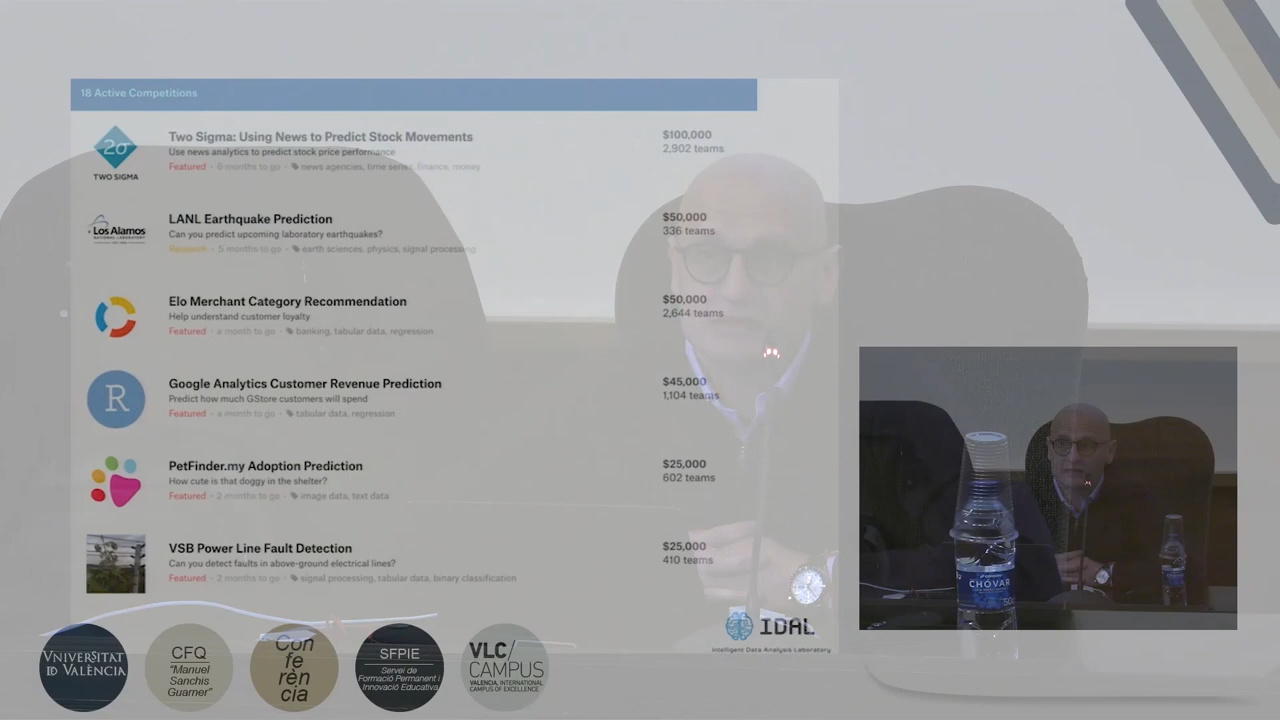 18 Active Competitions
2σ
TWO SIGMA
Two Sigma: Using News to Predict Stock Movements
Use news analytics to predict stock price performance
Featured · 6 months to go · news agencies, time series, finance, money
$100,000
2,902 teams
Los Alamos
NATIONAL LABORATORY
LANL Earthquake Prediction
Can you predict upcoming laboratory earthquakes?
Research · 5 months to go · earth sciences, physics, signal processing
$50,000
336 teams
Elo Merchant Category Recommendation
Help understand customer loyalty
Featured · a month to go · banking, tabular data, regression
$50,000
2,644 teams
R
Google Analytics Customer Revenue Prediction
Predict how much GStore customers will spend
Featured · a month to go · tabular data, regression
$45,000
1,104 teams
PetFinder.my Adoption Prediction
How cute is that doggy in the shelter?
Featured · 2 months to go · image data, text data
$25,000
602 teams
VSB Power Line Fault Detection
Can you detect faults in above-ground electrical lines?
Featured · 2 months to go · signal processing, tabular data, binary classification
$25,000
410 teams
IDAL
Intelligent Data Analysis Laboratory
CHÓVAR
VNIVERSITAT
ID VALÈNCIA
CFQ
"Manuel
Sanchis
Guarner"
Con
fe
rèn
cia
SFPIE
Servei de
Formació Permanent i
Innovació Educativa
VLC/
CAMPUS
VALENCIA, INTERNATIONAL
CAMPUS OF EXCELLENCE